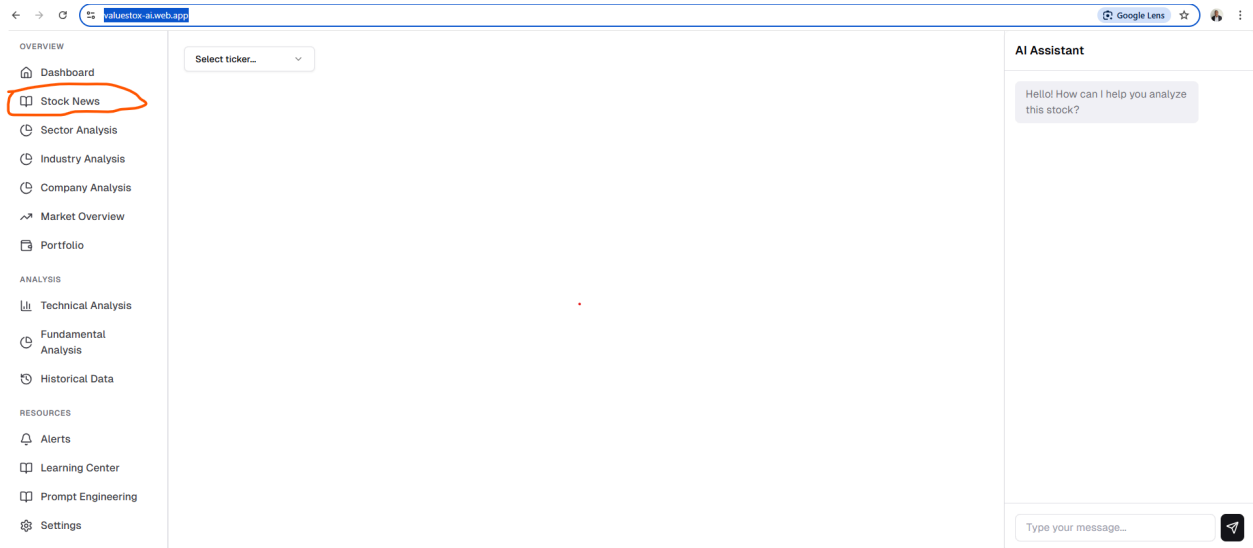 valuestox-ai.web.app
Google Lens
OVERVIEW
Dashboard
Stock News
Sector Analysis
Industry Analysis
Company Analysis
Market Overview
Portfolio
ANALYSIS
Technical Analysis
Fundamental
Analysis
Historical Data
RESOURCES
Alerts
Learning Center
Prompt Engineering
Settings
Select ticker...
AI Assistant
Hello! How can I help you analyze
this stock?
Type your message...